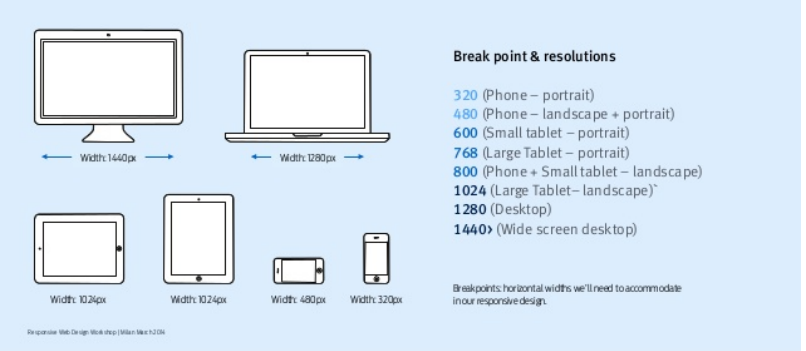 Break point & resolutions
320 (Phone – portrait)
480 (Phone – landscape + portrait)
600 (Small tablet – portrait)
768 (Large Tablet – portrait)
800 (Phone + Small tablet – landscape)
1024 (Large Tablet– landscape)`
1280 (Desktop)
1440> (Wide screen desktop)
Width: 1440px
Width: 1280px
Width: 1024px
Width: 1024px
Width: 480px
Width: 320px
Breakpoints: horizontal widths we'll need to accommodate
in our responsive design.
Responsive Web Design Workshop | Milan March 2014